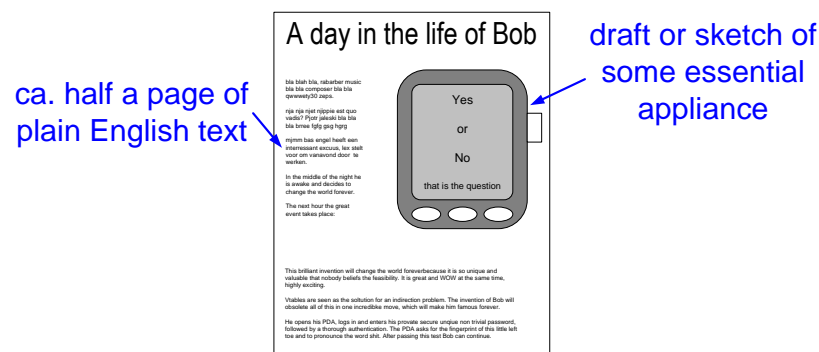 A day in the life of Bob
ca. half a page of
plain English text
bla blah bla, rabarber music
bla bla composer bla bla
qwwwety30 zeps.
nja nja njet njippie est quo
vadis? Pjotr jaleski bla bla
bla brree fgfg gsg hgrg
mjmm bas engel heeft een
interressant excuus, lex stelt
voor om vanavond door te
werken.
In the middle of the night he
is awake and decides to
change the world forever.
The next hour the great
event takes place:
Yes
or
No
that is the question
draft or sketch of
some essential
appliance
This brilliant invention will change the world foreverbecause it is so unique and
valuable that nobody beliefs the feasibility. It is great and WOW at the same time,
highly exciting.
Vtables are seen as the soltution for an indirection problem. The invention of Bob will
obsolete all of this in one incredibke move, which will make him famous forever.
He opens his PDA, logs in and enters his provate secure unqiue non trivial password,
followed by a thorough authentication. The PDA asks for the fingerprint of this little left
toe and to pronounce the word shit. After passing this test Bob can continue.